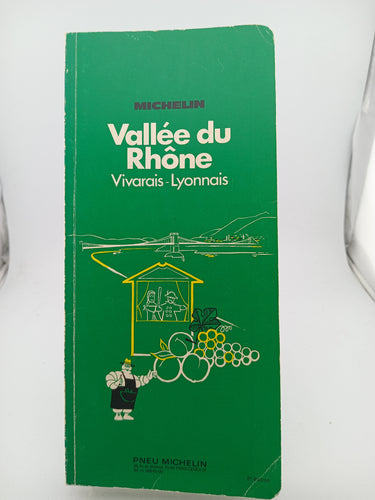 MICHELIN
Vallée du
Rhône
Vivarais-Lyonnais
PNEU MICHELIN